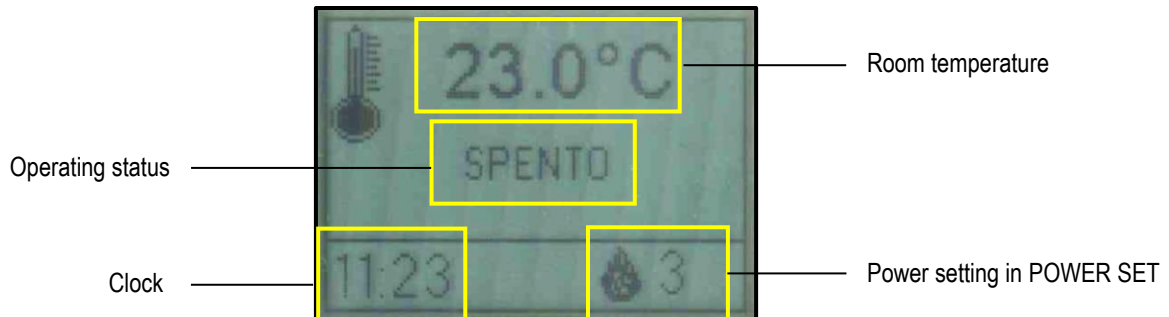 23.0°C
Room temperature
Operating status
SPENTO
Clock
11:23
3
Power setting in POWER SET